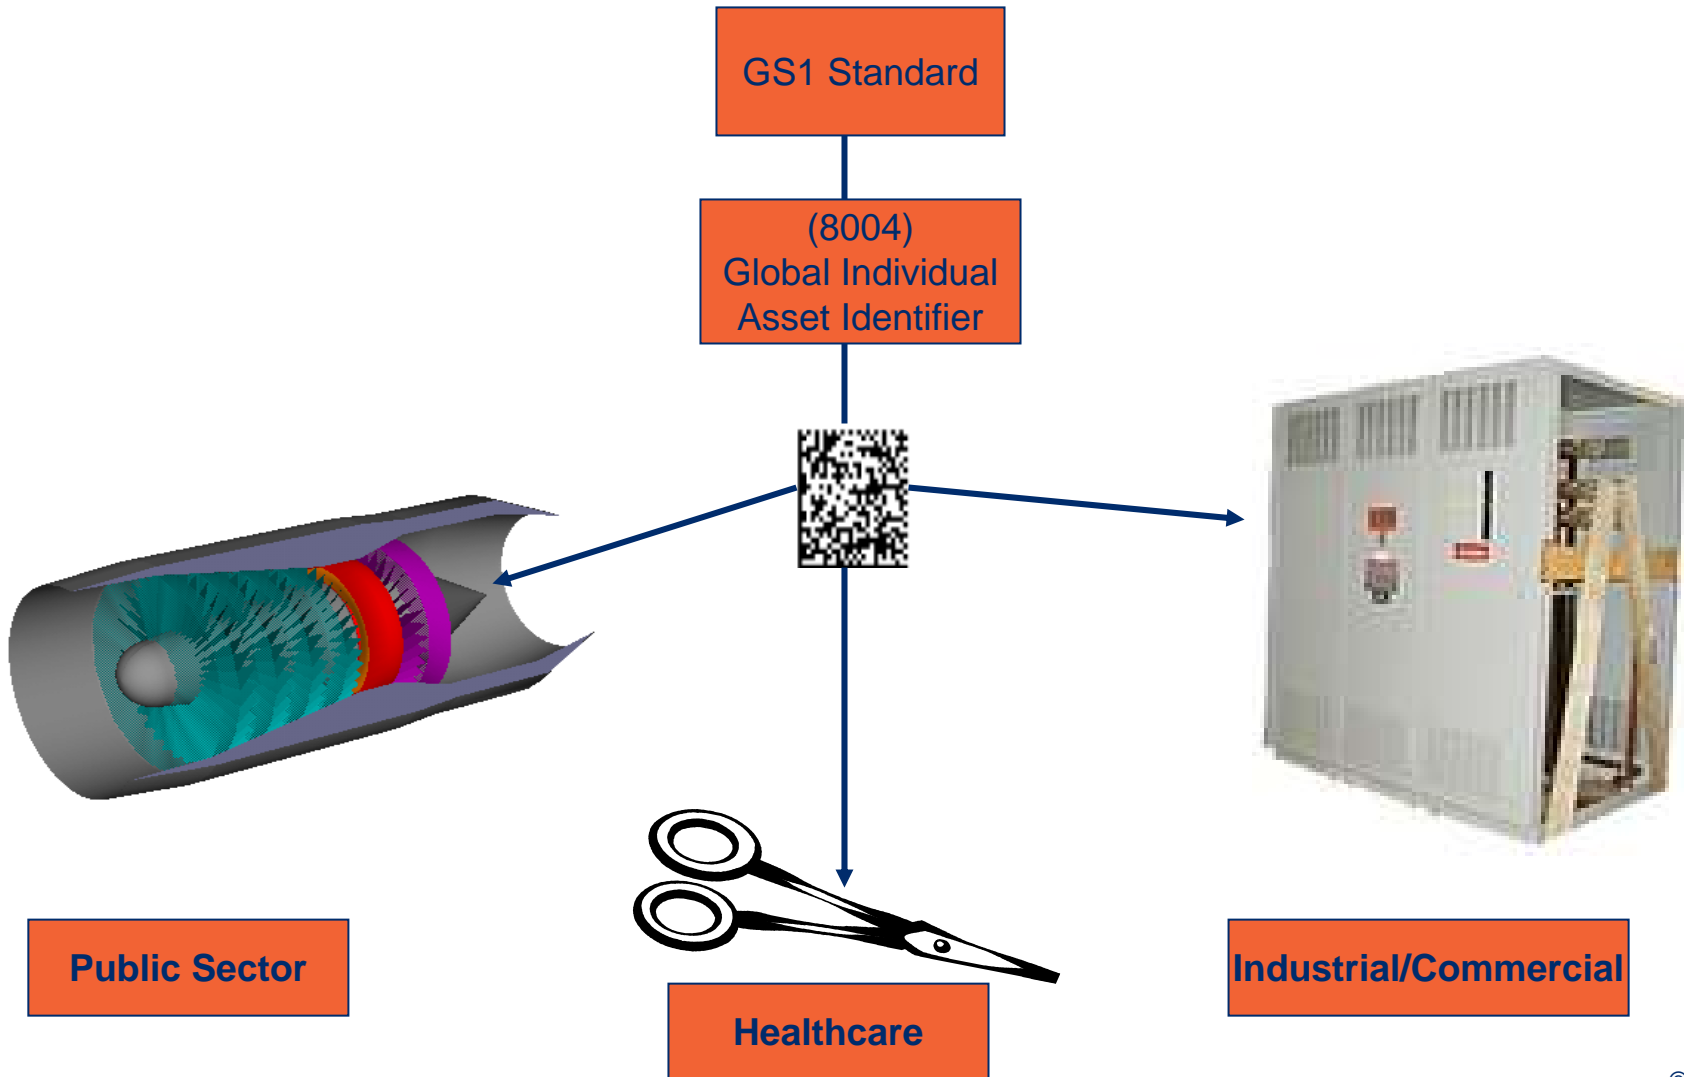 GS1 Standard
(8004)
Global Individual
Asset Identifier
Public Sector
Healthcare
Industrial/Commercial
©